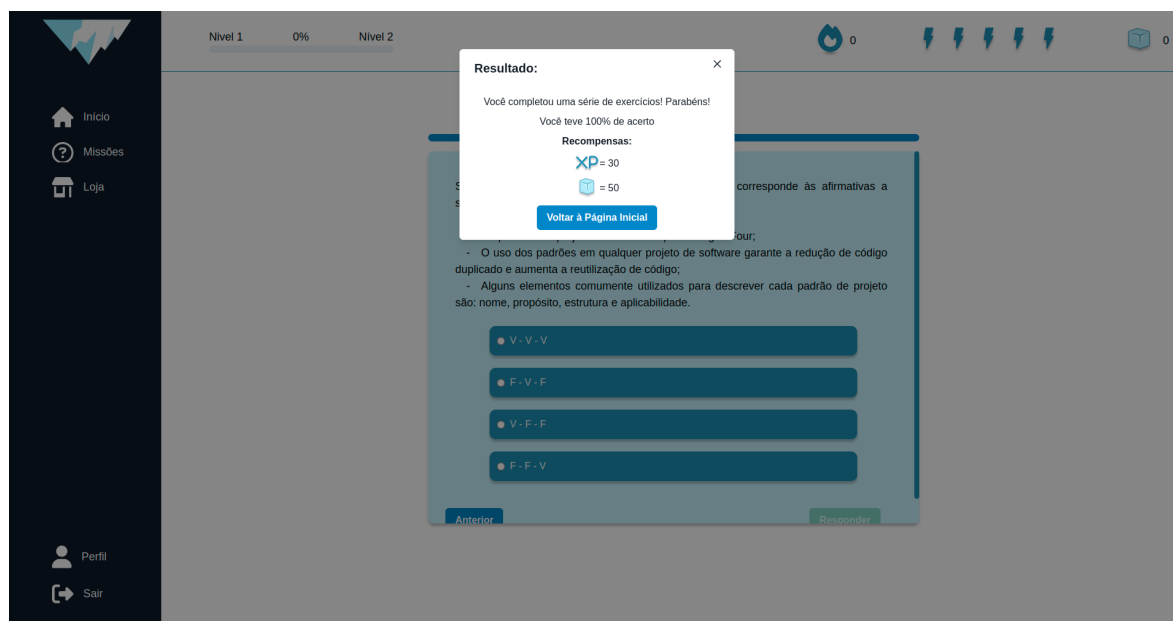 Nivel 1 0% Nivel 2 0 0
Resultado:
Você completou uma série de exercícios! Parabéns!
Você teve 100% de acerto
Recompensas:
XP = 30
= 50
Voltar à Página Inicial
Início
Missões
Loja
corresponde às afirmativas a
Four;
- O uso dos padrões em qualquer projeto de software garante a redução de código
duplicado e aumenta a reutilização de código;
- Alguns elementos comumente utilizados para descrever cada padrão de projeto
são: nome, propósito, estrutura e aplicabilidade.
V - V - V
F - V - F
V - F - F
F - F - V
Anterior Responder
Perfil
Sair